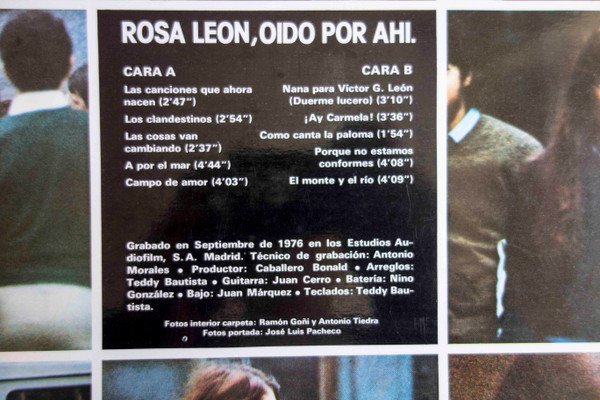 ROSA LEON, OIDO POR AHI.
CARA A
Las canciones que ahora
nacen (2'47")
Los clandestinos (2'54")
Las cosas van
cambiando (2'37")
A por el mar (4'44")
Campo de amor (4'03")
CARA B
Nana para Victor G. León
(Duerme lucero) (3'10")
¡Ay Carmela! (3'36")
Como canta la paloma (1'54")
Porque no estamos
conformes (4'08")
El monte y el río (4'09")
Grabado en Septiembre de 1976 en los Estudios Au-
diofilm, S. A. Madrid. Técnico de grabación: Antonio
Morales • Productor: Caballero Bonald • Arreglos:
Teddy Bautista • Guitarra: Juan Cerro • Batería: Nino
González • Bajo: Juan Márquez • Teclados: Teddy Bau-
tista.
Fotos interior carpeta: Ramón Goñi y Antonio Tiedra
Fotos portada: José Luis Pacheco